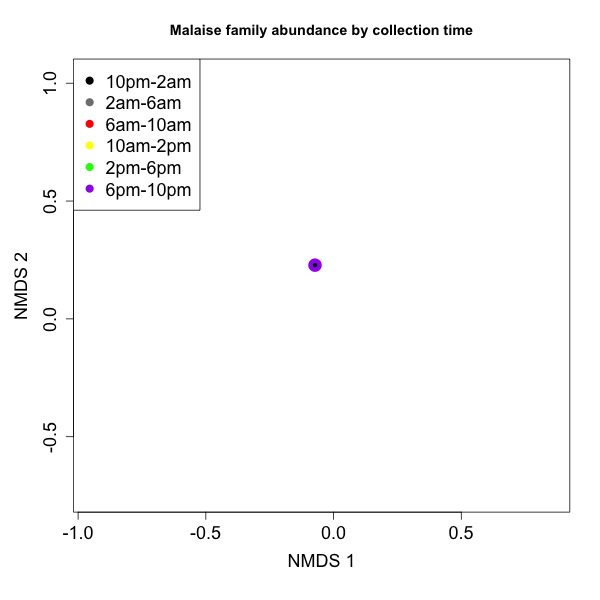 Malaise family abundance by collection time
10pm-2am
2am-6am
6am-10am
10am-2pm
2pm-6pm
6pm-10pm
1.0
0.5
0.0
-0.5
NMDS 2
-1.0 -0.5 0.0 0.5
NMDS 1